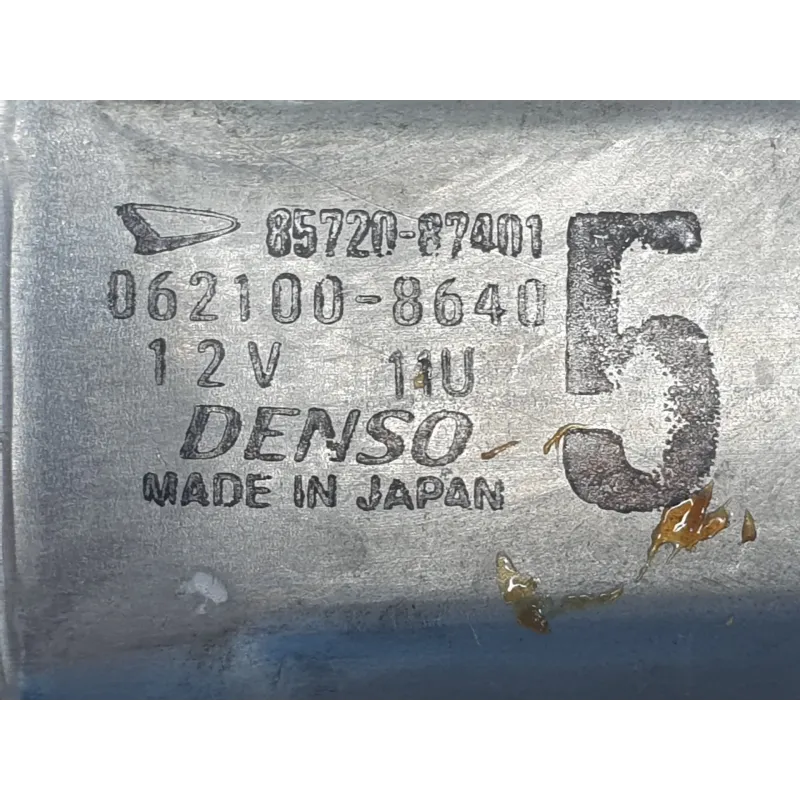 85720-87401
062100-8640
12V 11U
DENSO
MADE IN JAPAN
5